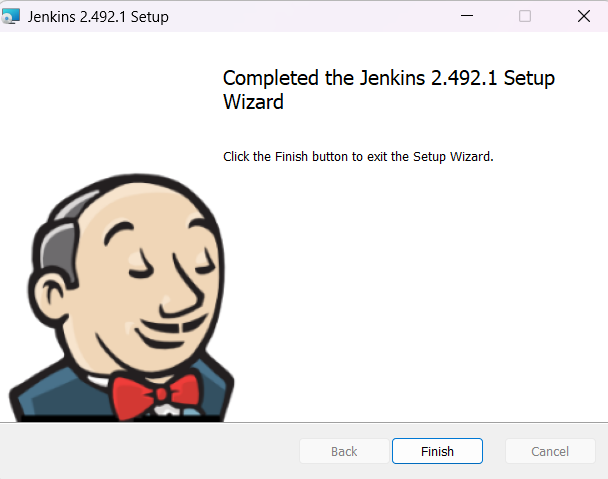 Jenkins 2.492.1 Setup
Completed the Jenkins 2.492.1 Setup
Wizard
Click the Finish button to exit the Setup Wizard.
Back
Finish
Cancel